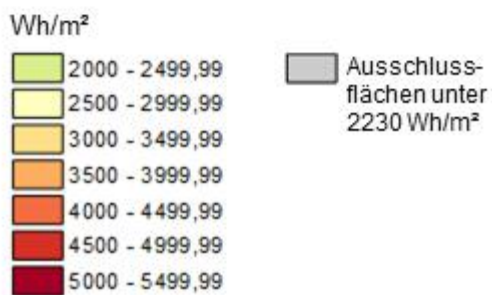 Wh/m²
2000 - 2499,99
2500 - 2999,99
3000 - 3499,99
3500 - 3999,99
4000 - 4499,99
4500 - 4999,99
5000 - 5499,99
Ausschluss-
flächen unter
2230 Wh/m²